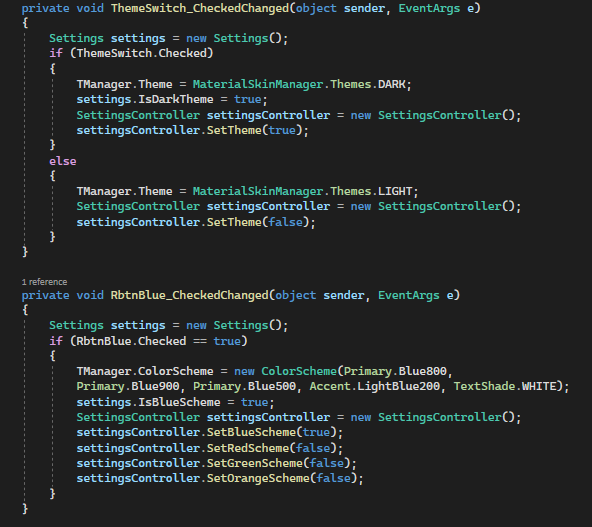 private void ThemeSwitch_CheckedChanged(object sender, EventArgs e)
{
    Settings settings = new Settings();
    if (ThemeSwitch.Checked)
    {
        TManager.Theme = MaterialSkinManager.Themes.DARK;
        settings.IsDarkTheme = true;
        SettingsController settingsController = new SettingsController();
        settingsController.SetTheme(true);
    }
    else
    {
        TManager.Theme = MaterialSkinManager.Themes.LIGHT;
        SettingsController settingsController = new SettingsController();
        settingsController.SetTheme(false);
    }
}
1 reference
private void RbtnBlue_CheckedChanged(object sender, EventArgs e)
{
    Settings settings = new Settings();
    if (RbtnBlue.Checked == true)
    {
        TManager.ColorScheme = new ColorScheme(Primary.Blue800,
        Primary.Blue900, Primary.Blue500, Accent.LightBlue200, TextShade.WHITE);
        settings.IsBlueScheme = true;
        SettingsController settingsController = new SettingsController();
        settingsController.SetBlueScheme(true);
        settingsController.SetRedScheme(false);
        settingsController.SetGreenScheme(false);
        settingsController.SetOrangeScheme(false);
    }
}